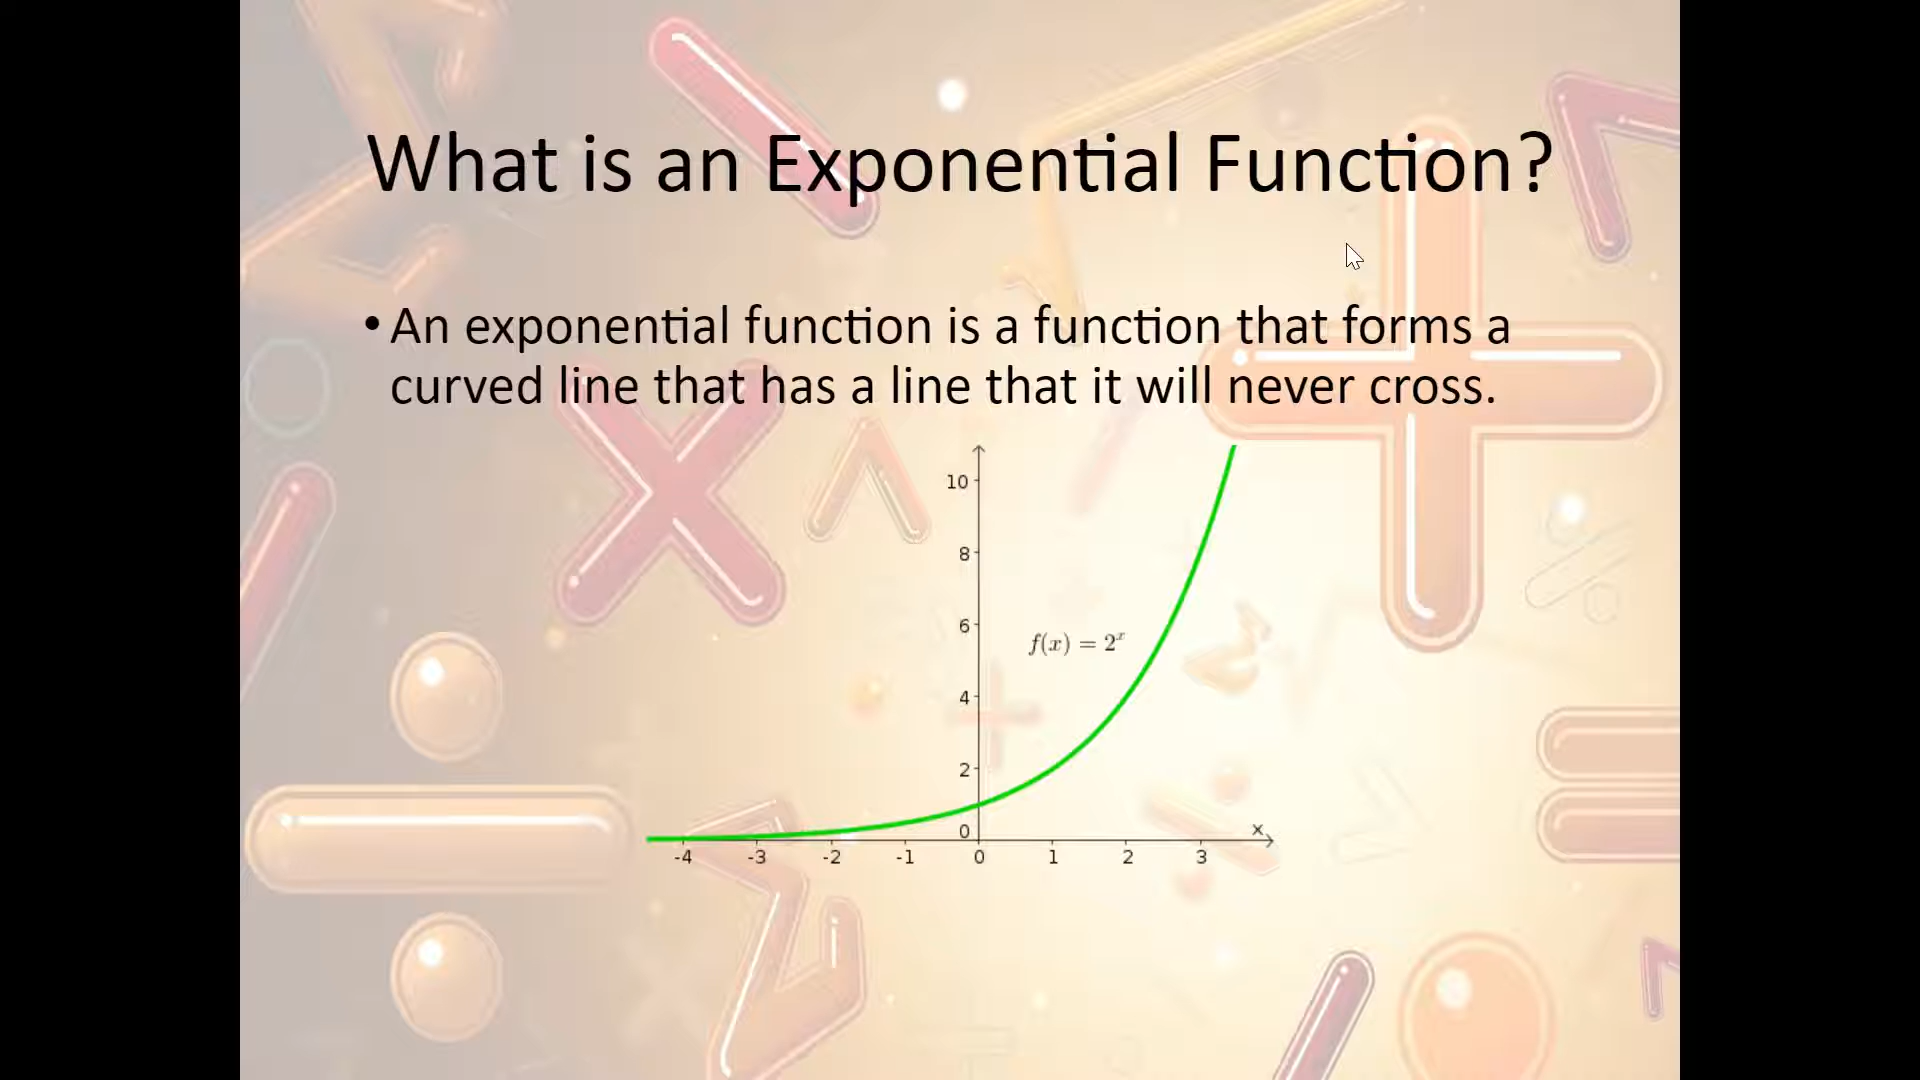 What is an Exponential Function?
• An exponential function is a function that forms a
curved line that has a line that it will never cross.
10
8
6
f(x) = 2^x
4
2
0
x
-4 -3 -2 -1 0 1 2 3